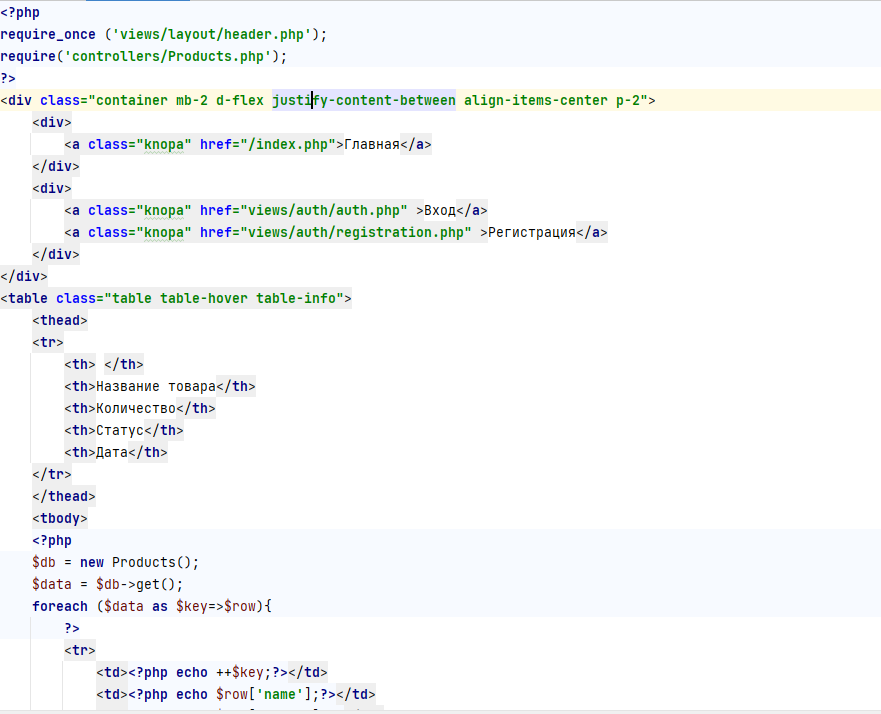 <?php
require_once ('views/layout/header.php');
require('controllers/Products.php');
?>
<div class="container mb-2 d-flex justify-content-between align-items-center p-2">
    <div>
        <a class="knopa" href="/index.php">Главная</a>
    </div>
    <div>
        <a class="knopa" href="views/auth/auth.php" >Вход</a>
        <a class="knopa" href="views/auth/registration.php" >Регистрация</a>
    </div>
</div>
<table class="table table-hover table-info">
    <thead>
    <tr>
        <th> </th>
        <th>Название товара</th>
        <th>Количество</th>
        <th>Статус</th>
        <th>Дата</th>
    </tr>
    </thead>
    <tbody>
    <?php
    $db = new Products();
    $data = $db->get();
    foreach ($data as $key=>$row){
        ?>
        <tr>
            <td><?php echo ++$key;?></td>
            <td><?php echo $row['name'];?></td>